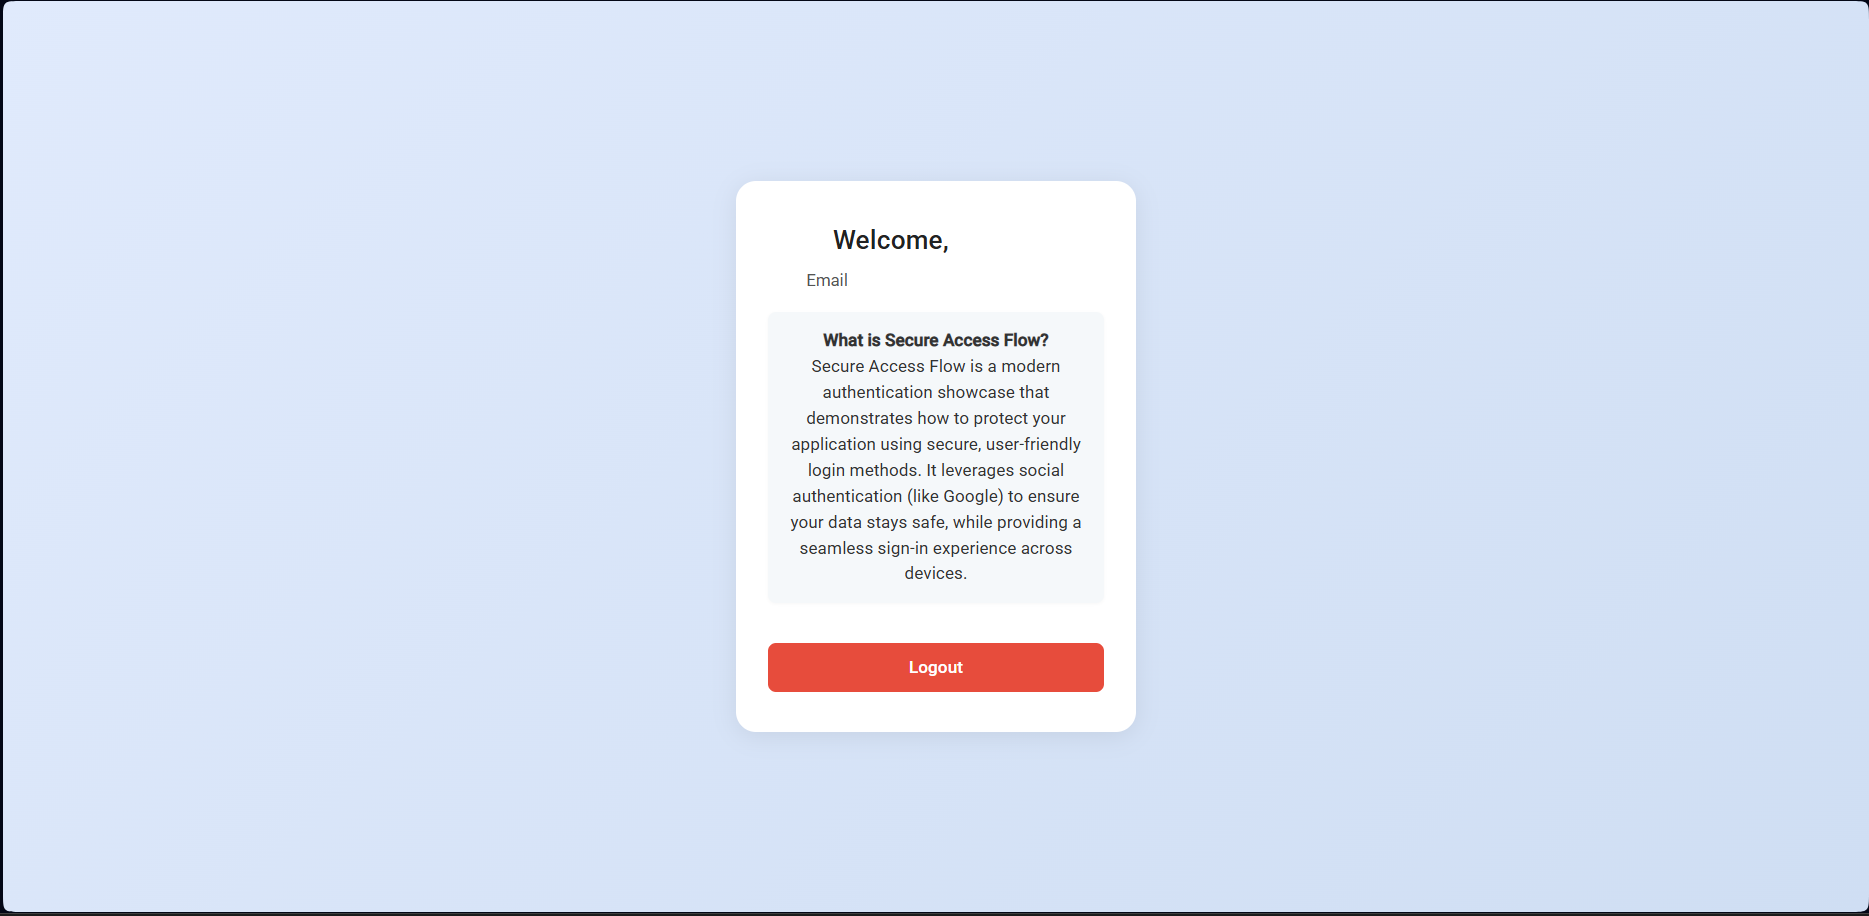 Welcome,
Email
What is Secure Access Flow?
Secure Access Flow is a modern
authentication showcase that
demonstrates how to protect your
application using secure, user-friendly
login methods. It leverages social
authentication (like Google) to ensure
your data stays safe, while providing a
seamless sign-in experience across
devices.
Logout